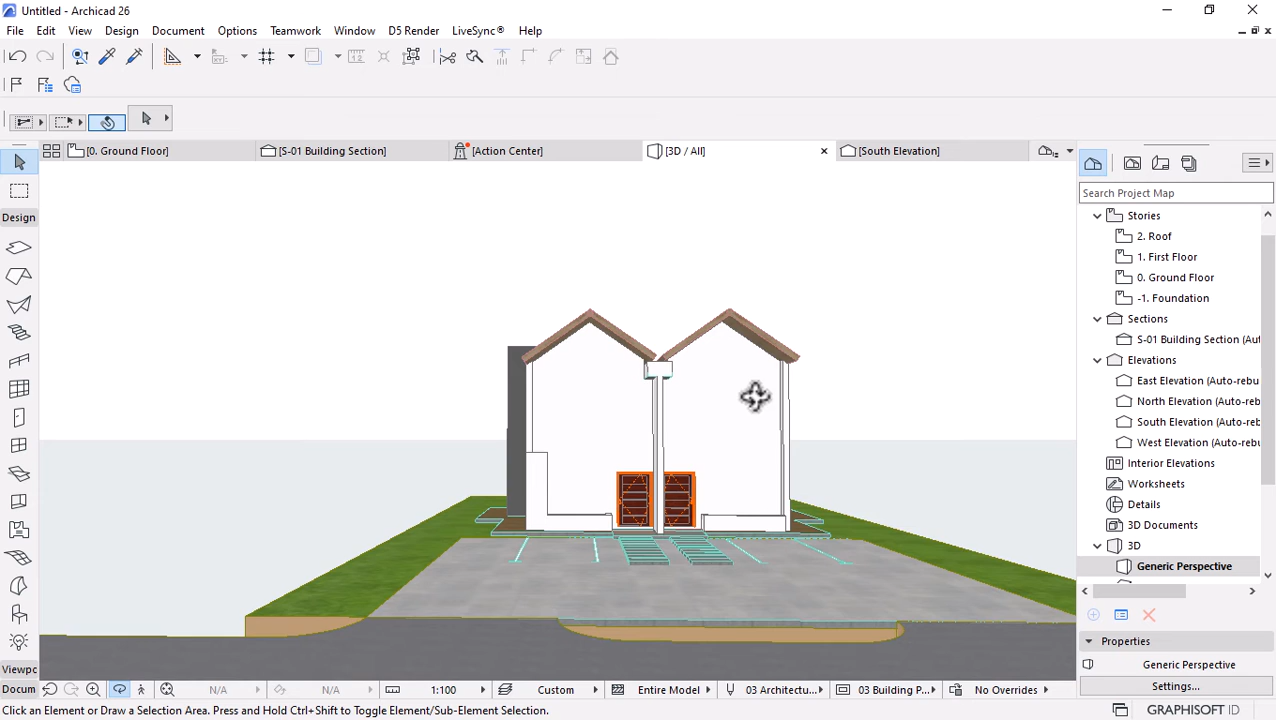 Untitled - Archicad 26
File Edit View Design Document Options Teamwork Window D5 Render LiveSync® Help
[0. Ground Floor] [S-01 Building Section] [Action Center] [3D / All] [South Elevation]
Design
Search Project Map
Stories
2. Roof
1. First Floor
0. Ground Floor
-1. Foundation
Sections
S-01 Building Section (Aut
Elevations
East Elevation (Auto-rebu
North Elevation (Auto-reb
South Elevation (Auto-reb
West Elevation (Auto-rebu
Interior Elevations
Worksheets
Details
3D Documents
3D
Generic Perspective
Properties
Generic Perspective
Settings...
Viewpc
Docum
N/A N/A 1:100 Custom Entire Model 03 Architectu... 03 Building P... No Overrides
Click an Element or Draw a Selection Area. Press and Hold Ctrl+Shift to Toggle Element/Sub-Element Selection.
GRAPHISOFT ID